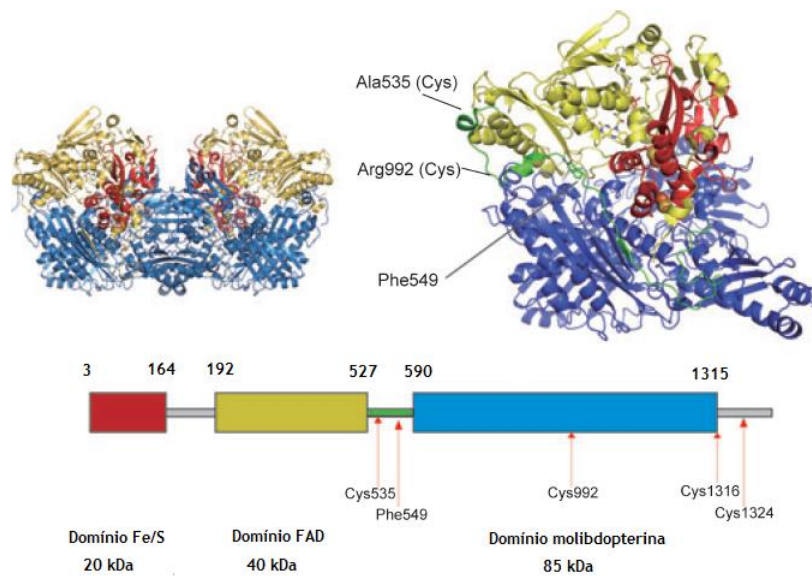 Ala535 (Cys)
Arg992 (Cys)
Phe549
3 164 192 527 590 1315
Cys535
Phe549
Cys992
Cys1316
Cys1324
Domínio Fe/S
20 kDa
Domínio FAD
40 kDa
Domínio molibdopterina
85 kDa